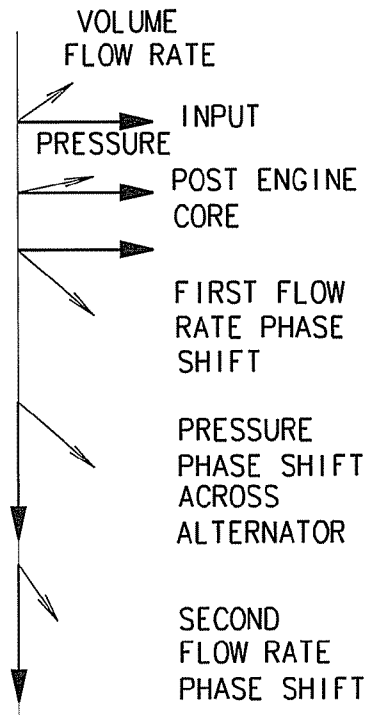 VOLUME
FLOW RATE
INPUT
PRESSURE
POST ENGINE
CORE
FIRST FLOW
RATE PHASE
SHIFT
PRESSURE
PHASE SHIFT
ACROSS
ALTERNATOR
SECOND
FLOW RATE
PHASE SHIFT